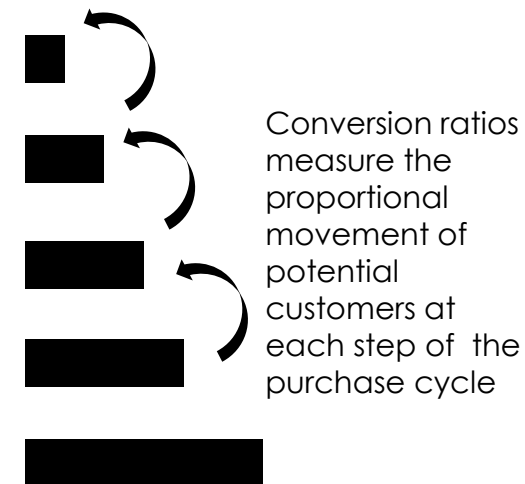 Conversion ratios
measure the
proportional
movement of
potential
customers at
each step of  the
purchase cycle